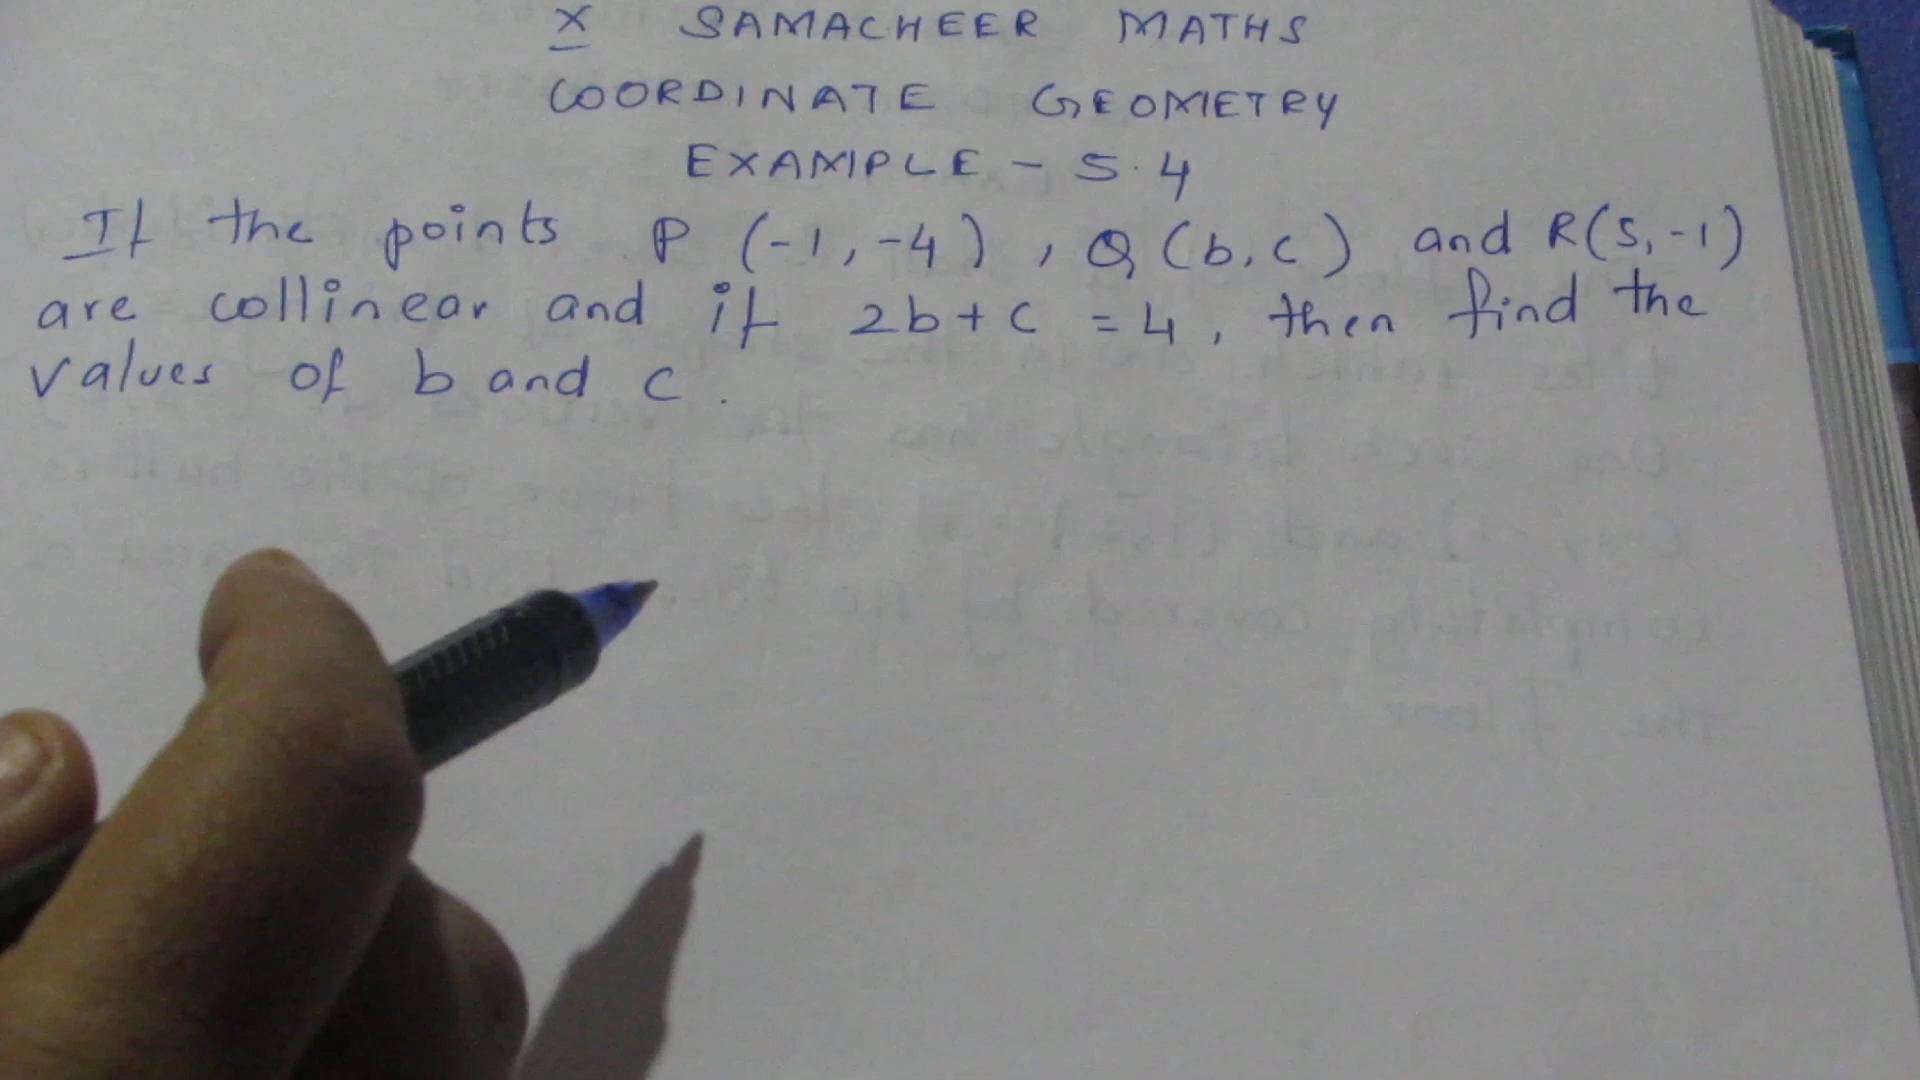 X SAMACHEER MATHS
COORDINATE GEOMETRY
EXAMPLE - 5.4
If the points P (-1, -4), Q (b, c) and R(5, -1)
are collinear and if 2b + c = 4, then find the
values of b and c.